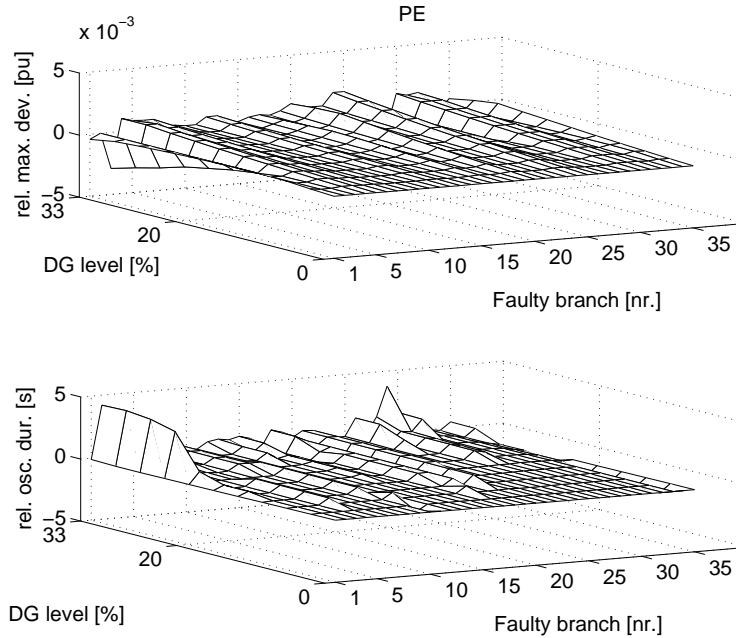 PE
x 10⁻³
5
0
−5
rel. max. dev. [pu]
33
20
0
DG level [%]
1 5 10 15 20 25 30 35
Faulty branch [nr.]
5
0
−5
rel. osc. dur. [s]
33
20
0
DG level [%]
1 5 10 15 20 25 30 35
Faulty branch [nr.]